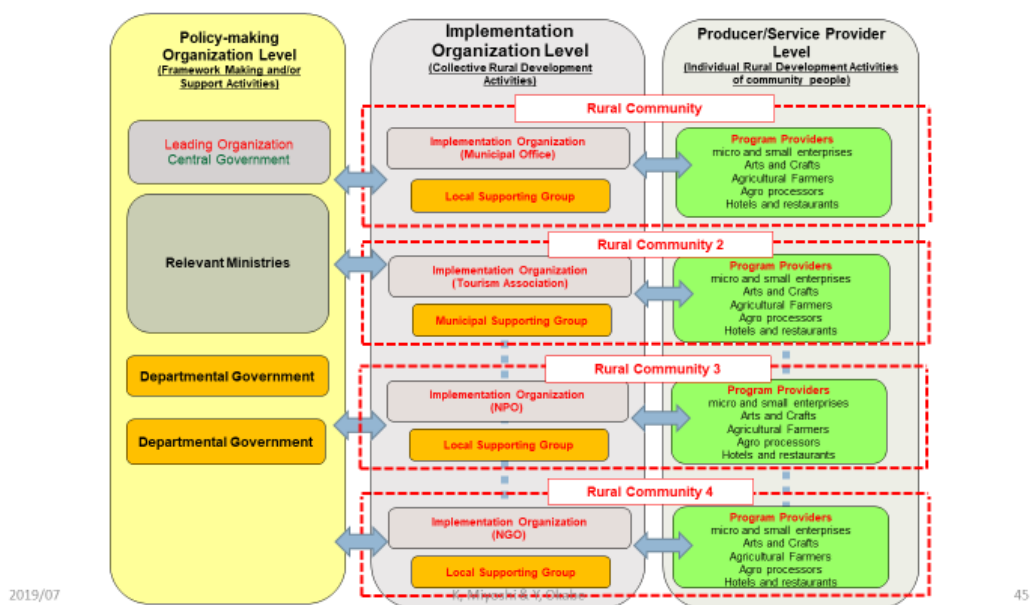 Policy-making
Organization Level
(Framework Making and/or
Support Activities)
Leading Organization
Central Government
Relevant Ministries
Departmental Government
Departmental Government
Implementation
Organization Level
(Collective Rural Development
Activities)
Producer/Service Provider
Level
(Individual Rural Development Activities
of community people)
Rural Community
Implementation Organization
(Municipal Office)
Local Supporting Group
Program Providers
micro and small enterprises
Arts and Crafts
Agricultural Farmers
Agro processors
Hotels and restaurants
Rural Community 2
Implementation Organization
(Tourism Association)
Municipal Supporting Group
Program Providers
micro and small enterprises
Arts and Crafts
Agricultural Farmers
Agro processors
Hotels and restaurants
Rural Community 3
Implementation Organization
(NPO)
Local Supporting Group
Program Providers
micro and small enterprises
Arts and Crafts
Agricultural Farmers
Agro processors
Hotels and restaurants
Rural Community 4
Implementation Organization
(NGO)
Local Supporting Group
Program Providers
micro and small enterprises
Arts and Crafts
Agricultural Farmers
Agro processors
Hotels and restaurants
2019/07
K, Miyoshi & Y, Okabe
45